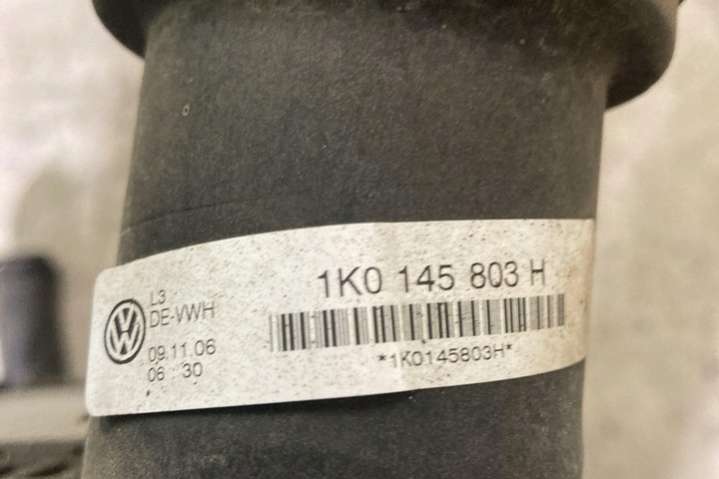 L3
DE-VWH
09.11.06
06:30
1K0 145 803 H
*1K0145803H*